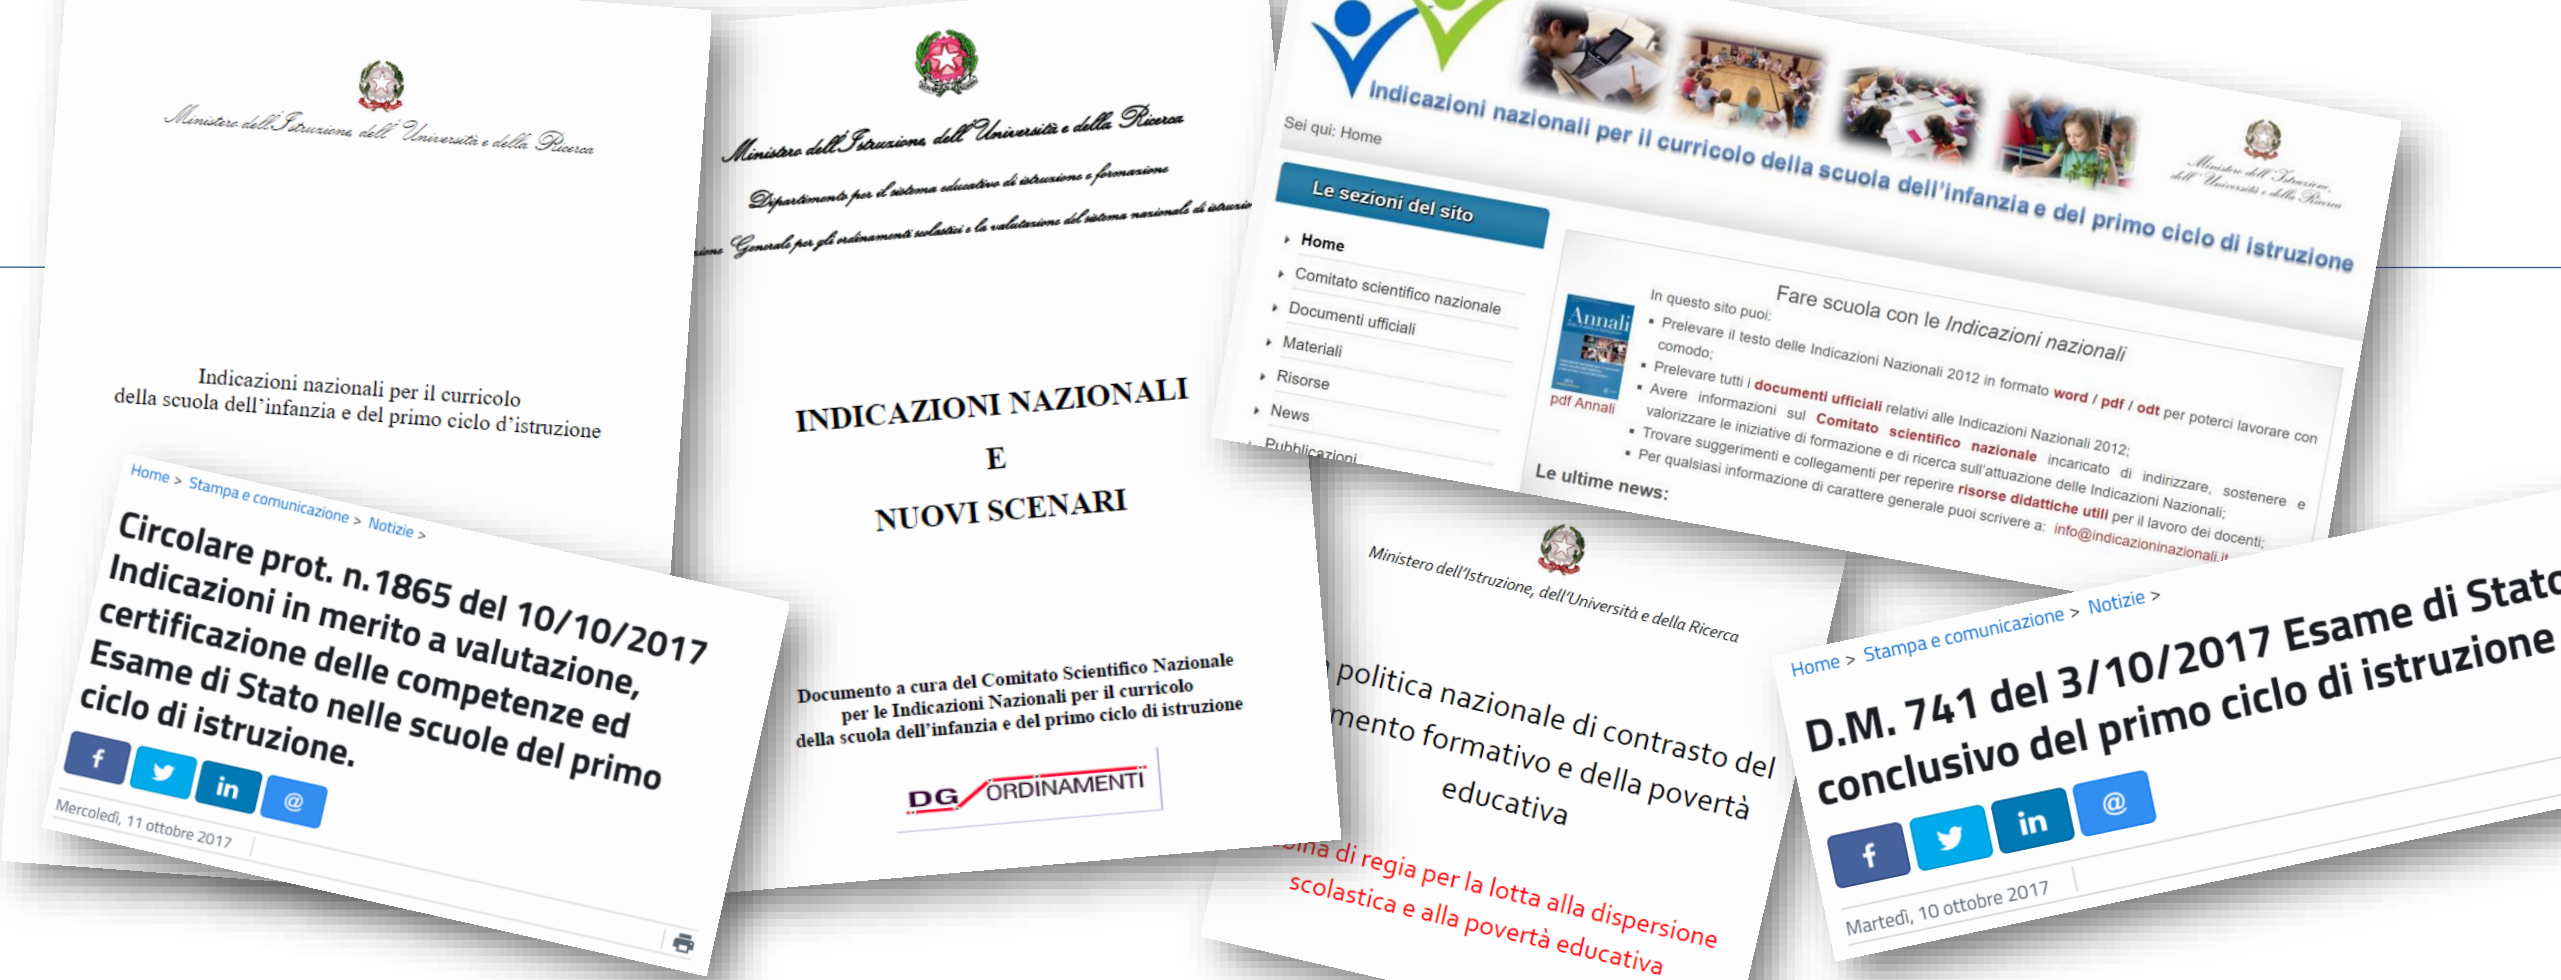 Ministero dell'Istruzione, dell'Università e della Ricerca
Indicazioni nazionali per il curricolo
della scuola dell'infanzia e del primo ciclo d'istruzione
Home > Stampa e comunicazione > Notizie >
Circolare prot. n.1865 del 10/10/2017
Indicazioni in merito a valutazione,
certificazione delle competenze ed
Esame di Stato nelle scuole del primo
ciclo di istruzione.
Mercoledì, 11 ottobre 2017
Ministero dell'Istruzione, dell'Università e della Ricerca
Dipartimento per il sistema educativo di istruzione e formazione
Generale per gli ordinamenti scolastici e la valutazione del sistema nazionale di
INDICAZIONI NAZIONALI
E
NUOVI SCENARI
Documento a cura del Comitato Scientifico Nazionale
per le Indicazioni Nazionali per il curricolo
della scuola dell'infanzia e del primo ciclo di istruzione
DG ORDINAMENTI
Indicazioni nazionali per il curricolo della scuola dell'infanzia e del primo ciclo di istruzione
Ministero dell'Istruzione,
dell'Università e della Ricerca
Sei qui: Home
Le sezioni del sito
Home
Comitato scientifico nazionale
Documenti ufficiali
Materiali
Risorse
News
Pubblicazioni
Fare scuola con le Indicazioni nazionali
Annali
pdf Annali
In questo sito puoi:
▪ Prelevare il testo delle Indicazioni Nazionali 2012 in formato word / pdf / odt per poterci lavorare con
comodo;
▪ Prelevare tutti i documenti ufficiali relativi alle Indicazioni Nazionali 2012;
▪ Avere informazioni sul Comitato scientifico nazionale incaricato di indirizzare, sostenere e
valorizzare le iniziative di formazione e di ricerca sull'attuazione delle Indicazioni Nazionali;
▪ Trovare suggerimenti e collegamenti per reperire risorse didattiche utili per il lavoro dei docenti;
▪ Per qualsiasi informazione di carattere generale puoi scrivere a: info@indicazioninazionali.it
Le ultime news:
Ministero dell'Istruzione, dell'Università e della Ricerca
politica nazionale di contrasto del
mento formativo e della povertà
educativa
bina di regia per la lotta alla dispersione
scolastica e alla povertà educativa
Home > Stampa e comunicazione > Notizie >
D.M. 741 del 3/10/2017 Esame di Stato
conclusivo del primo ciclo di istruzione
Martedì, 10 ottobre 2017